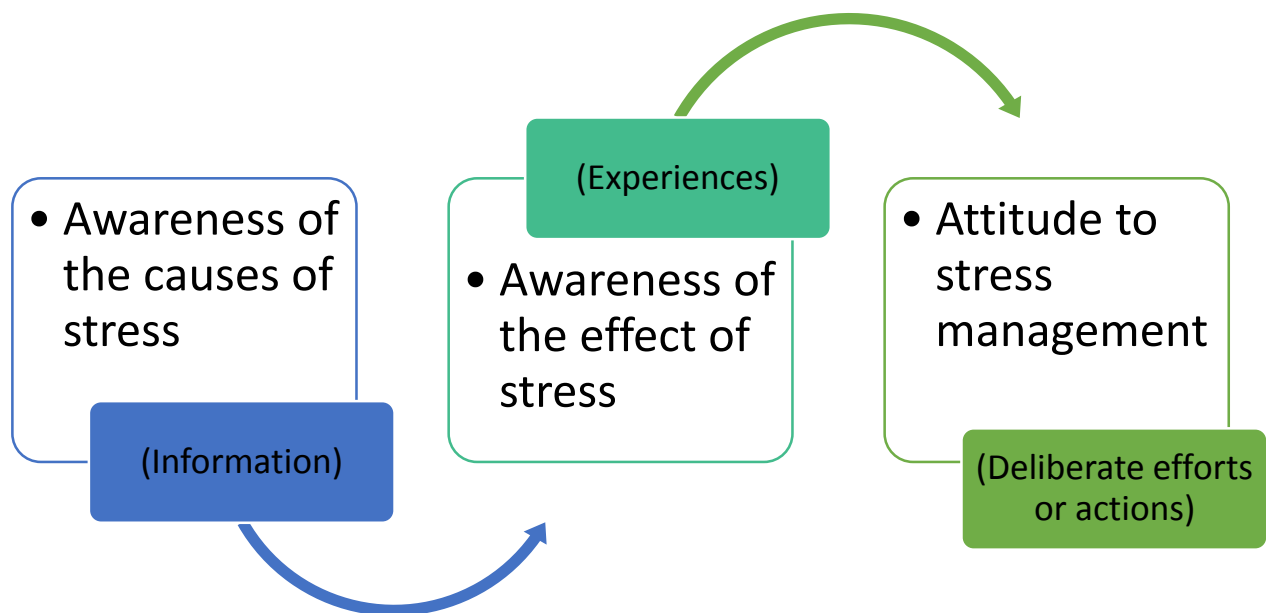 • Awareness of
the causes of
stress
(Information)
(Experiences)
• Awareness of
the effect of
stress
• Attitude to
stress
management
(Deliberate efforts
or actions)